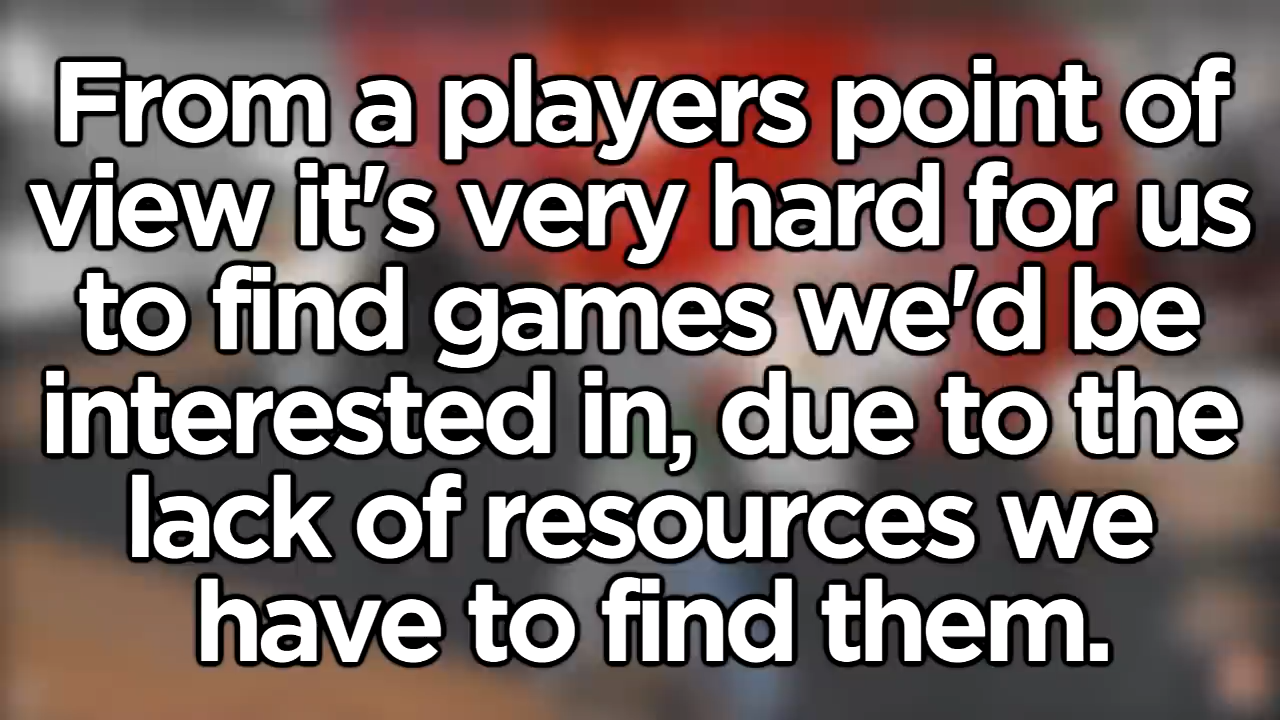 From a players point of
view it's very hard for us
to find games we'd be
interested in, due to the
lack of resources we
have to find them.